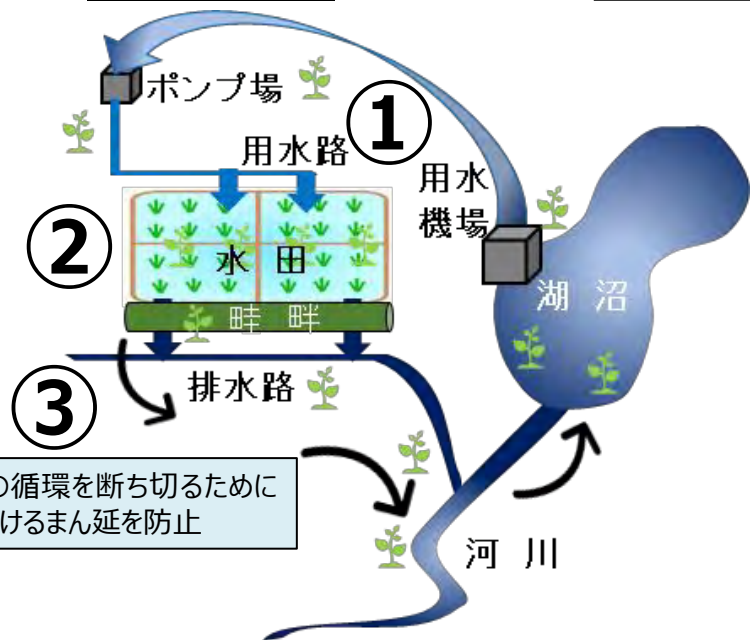 ポンプ場
①
用水路
用水
機場
②
水田
湖沼
畦畔
③
排水路
の循環を断ち切るために
けるまん延を防止
河川